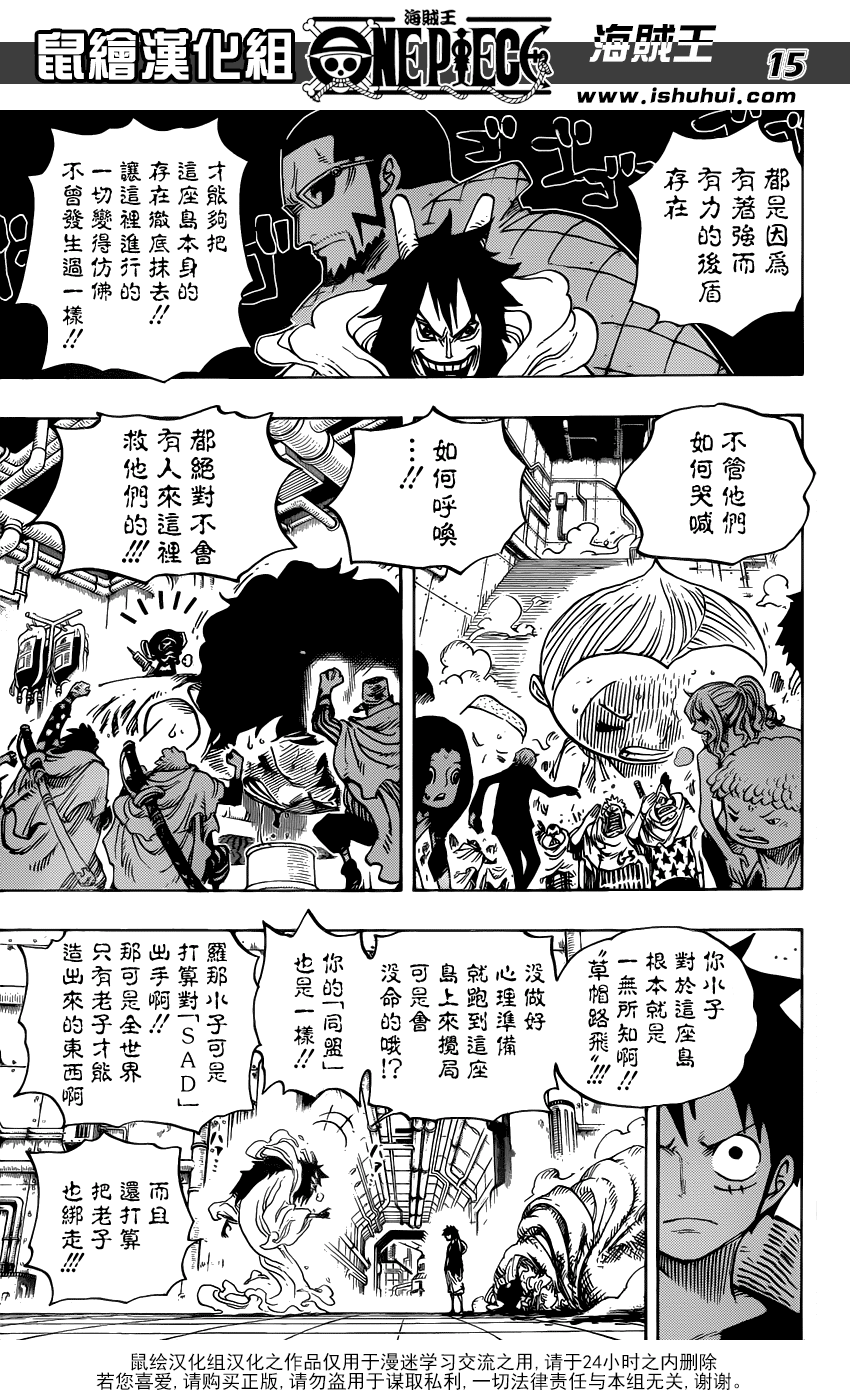 鼠繪漢化組
海賊王
ONE PIECE
海賊王
15
www.ishuhui.com
都是因爲
有著強而
有力的後盾
存在
才能夠把
這座島本身的
存在徹底抹去!!
讓這裡進行的
一切變得仿佛
不曾發生過一樣!!
不管他們
如何哭喊
如何呼喚
…!!
都絕對不會
有人來這裡
救他們的!!!
你小子
對於這座島
根本就是
一無所知啊!!
〝草帽路飛〞!!!
沒做好
心理準備
就跑到這座
島上來攪局
可是會
没命的哦!?
你的「同盟」
也是一樣!!
羅那小子可是
打算對「SAD」
出手啊!!
那可是全世界
只有老子才能
造出來的東西啊
而且
還打算
把老子
也綁走!!!
鼠绘汉化组汉化之作品仅用于漫迷学习交流之用, 请于24小时之内删除
若您喜爱, 请购买正版, 请勿用于谋取私利, 一切法律责任与本组无关, 谢谢。